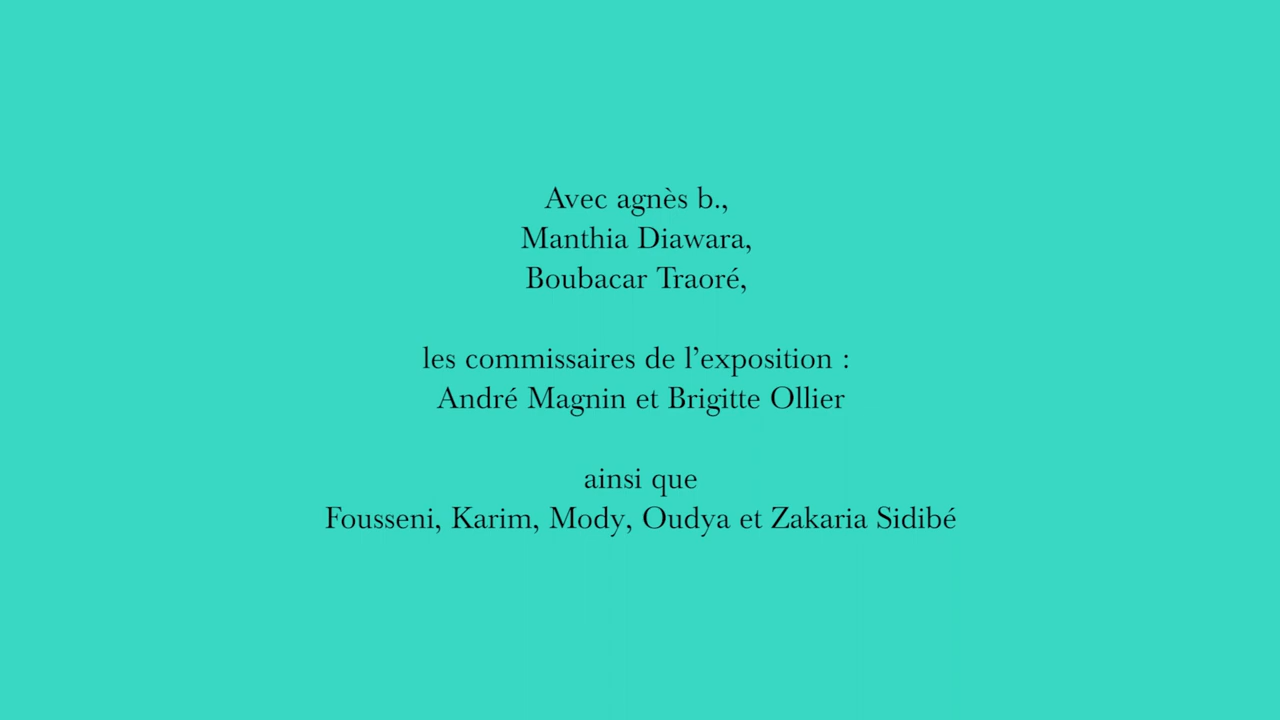 Avec agnès b.,
Manthia Diawara,
Boubacar Traoré,
les commissaires de l’exposition :
André Magnin et Brigitte Ollier
ainsi que
Fousseni, Karim, Mody, Oudya et Zakaria Sidibé